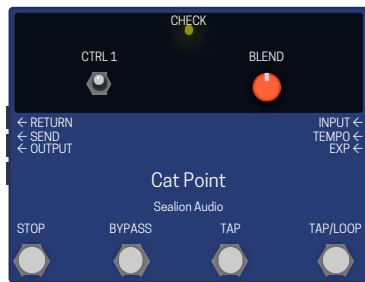 CHECK
CTRL 1 BLEND
← RETURN INPUT ←
← SEND TEMPO ←
← OUTPUT EXP ←
Cat Point
Sealion Audio
STOP BYPASS TAP TAP/LOOP